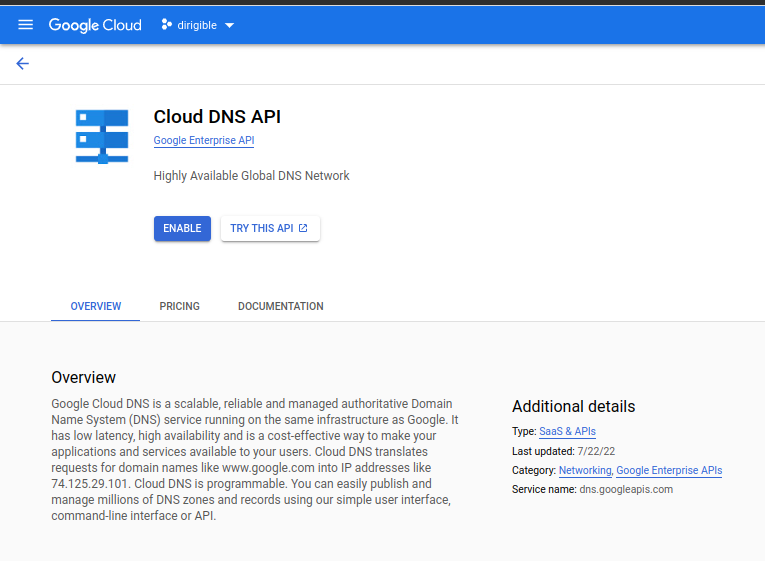 Google Cloud dirigible
Cloud DNS API
Google Enterprise API
Highly Available Global DNS Network
ENABLE TRY THIS API
OVERVIEW PRICING DOCUMENTATION
Overview
Google Cloud DNS is a scalable, reliable and managed authoritative Domain
Name System (DNS) service running on the same infrastructure as Google. It
has low latency, high availability and is a cost-effective way to make your
applications and services available to your users. Cloud DNS translates
requests for domain names like www.google.com into IP addresses like
74.125.29.101. Cloud DNS is programmable. You can easily publish and
manage millions of DNS zones and records using our simple user interface,
command-line interface or API.
Additional details
Type: SaaS & APIs
Last updated: 7/22/22
Category: Networking, Google Enterprise APIs
Service name: dns.googleapis.com